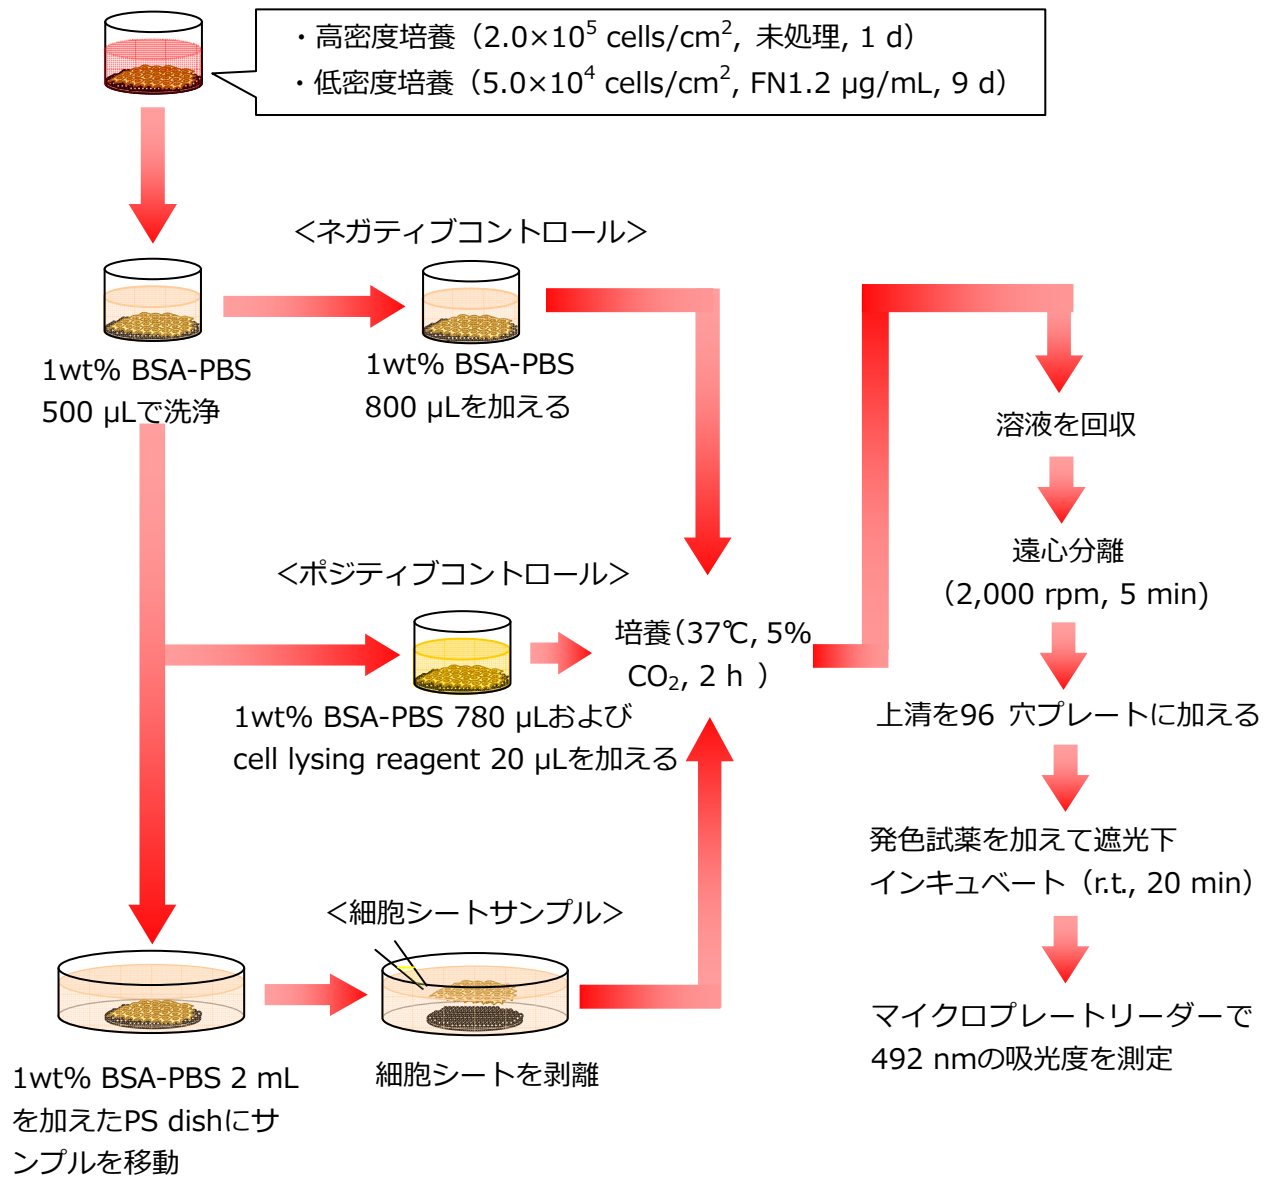 ・高密度培養（2.0×10⁵ cells/cm², 未処理, 1 d）
・低密度培養（5.0×10⁴ cells/cm², FN1.2 μg/mL, 9 d）
＜ネガティブコントロール＞
1wt% BSA-PBS
500 μLで洗浄
1wt% BSA-PBS
800 μLを加える
＜ポジティブコントロール＞
1wt% BSA-PBS 780 μLおよび
cell lysing reagent 20 μLを加える
培養（37℃, 5%
CO₂, 2 h ）
＜細胞シートサンプル＞
1wt% BSA-PBS 2 mL
を加えたPS dishにサ
ンプルを移動
細胞シートを剥離
溶液を回収
遠心分離
（2,000 rpm, 5 min)
上清を96 穴プレートに加える
発色試薬を加えて遮光下
インキュベート（r.t., 20 min）
マイクロプレートリーダーで
492 nmの吸光度を測定